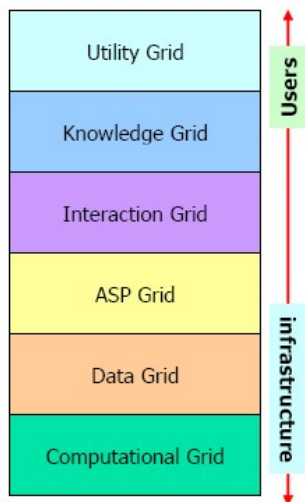 Utility Grid
Knowledge Grid
Interaction Grid
ASP Grid
Data Grid
Computational Grid
Users
infrastructure